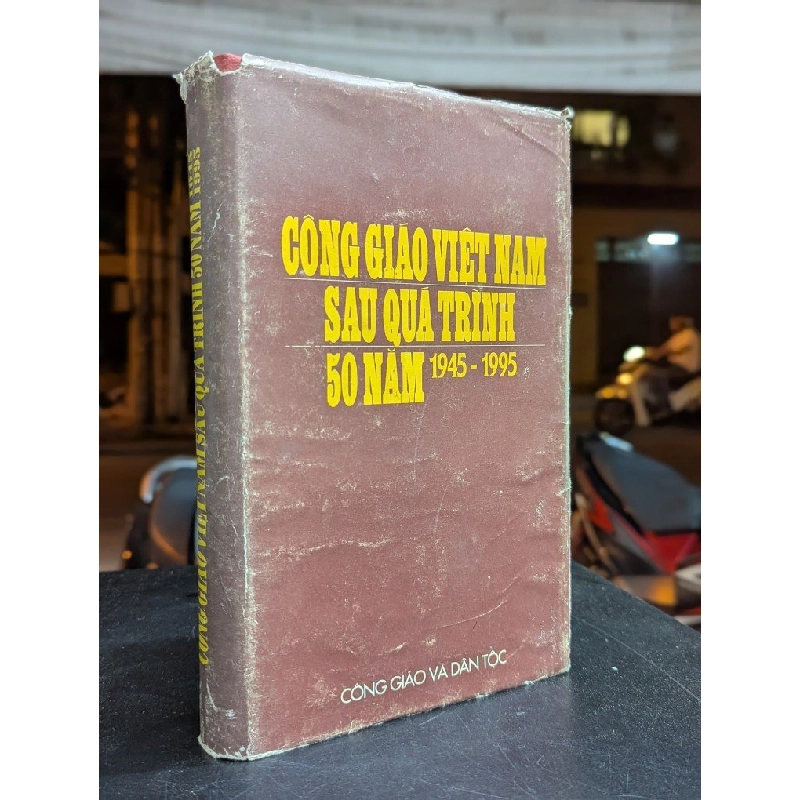 CÔNG GIÁO VIỆT NAM
SAU QUÁ TRÌNH
50 NĂM 1945 - 1995
CÔNG GIÁO VÀ DÂN TỘC
CÔNG GIÁO VIỆT NAM SAU QUÁ TRÌNH 50 NĂM 1945 1995